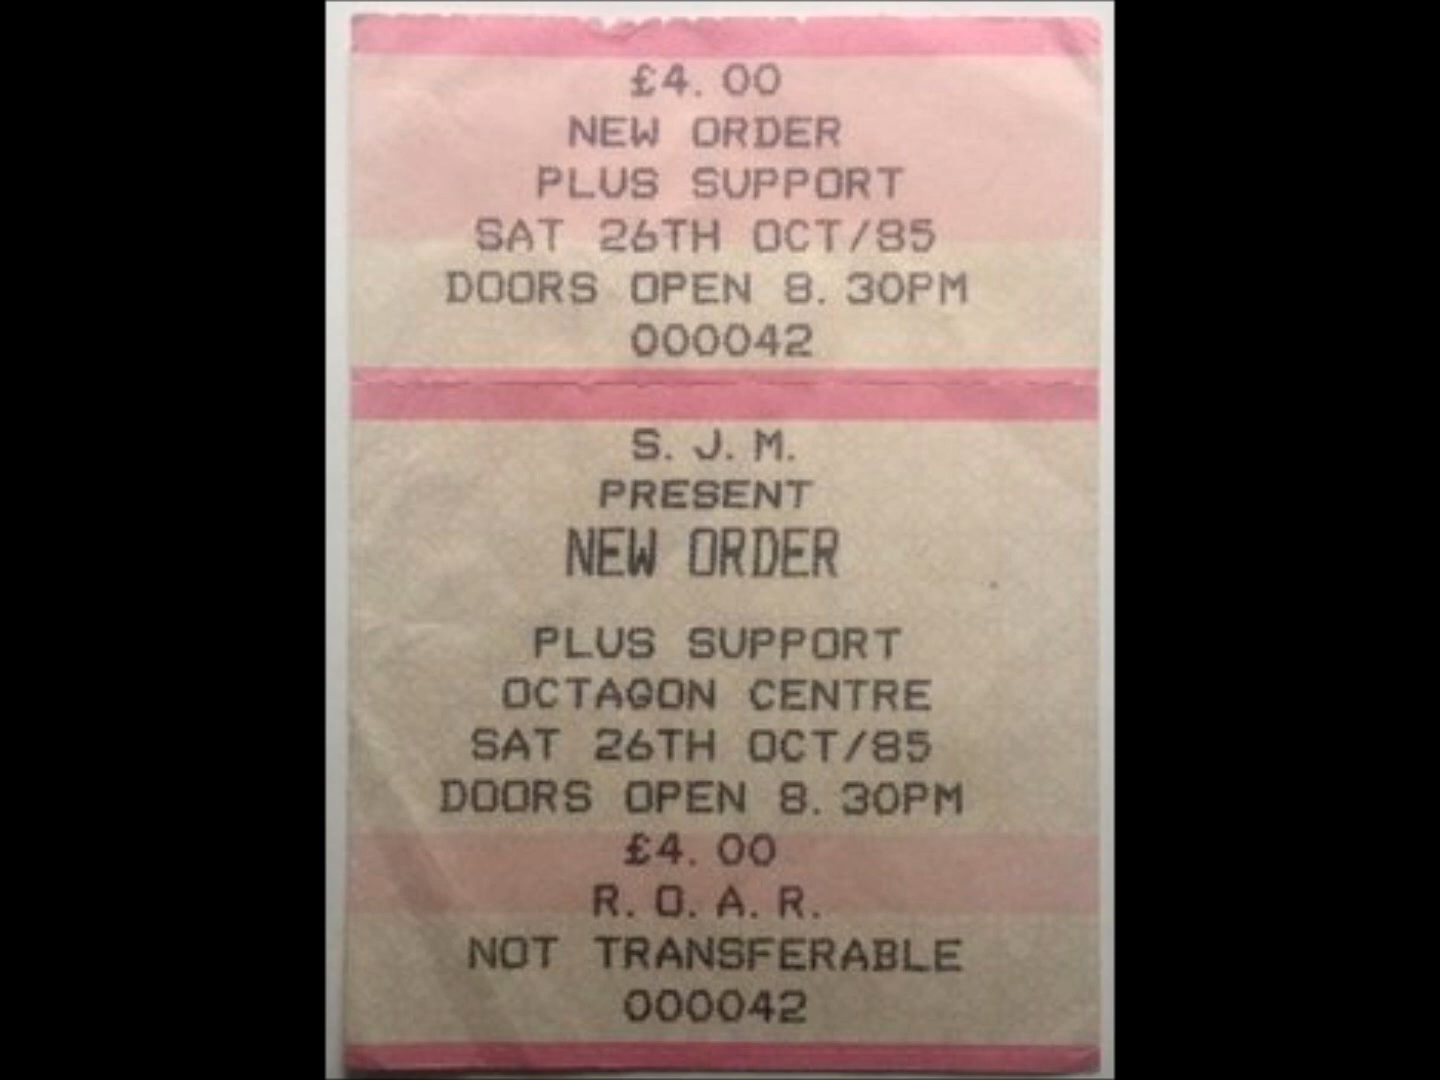 £4.00
NEW ORDER
PLUS SUPPORT
SAT 26TH OCT/85
DOORS OPEN 8.30PM
000042
S.J.M.
PRESENT
NEW ORDER
PLUS SUPPORT
OCTAGON CENTRE
SAT 26TH OCT/85
DOORS OPEN 8.30PM
£4.00
R.O.A.R.
NOT TRANSFERABLE
000042